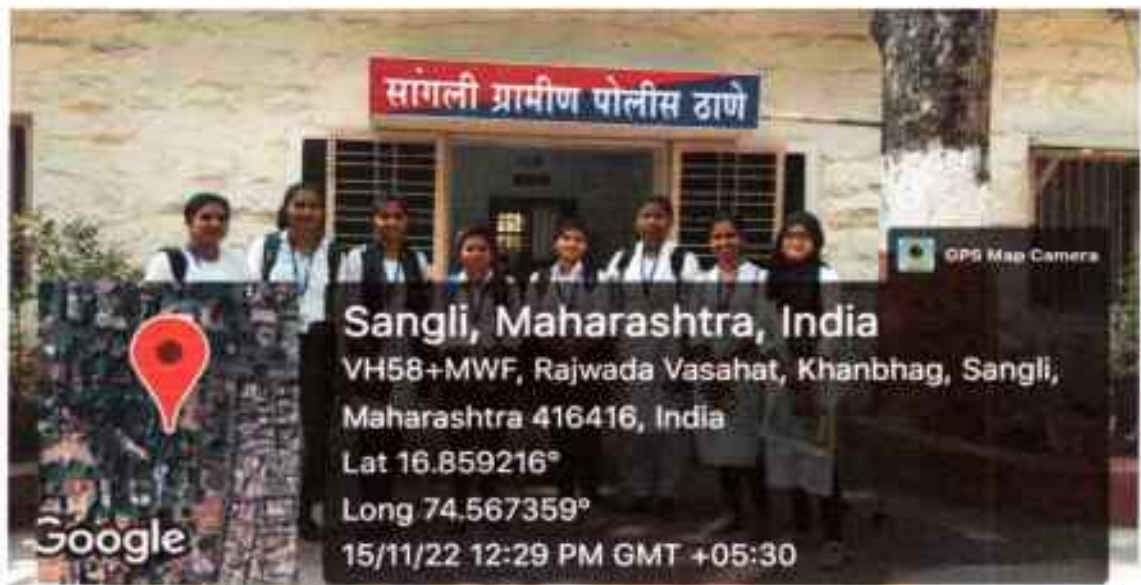 सांगली ग्रामीण पोलीस ठाणे
GPS Map Camera
Sangli, Maharashtra, India
VH58+MWF, Rajwada Vasahat, Khanbhag, Sangli,
Maharashtra 416416, India
Lat 16.859216°
Long 74.567359°
15/11/22 12:29 PM GMT +05:30
Google